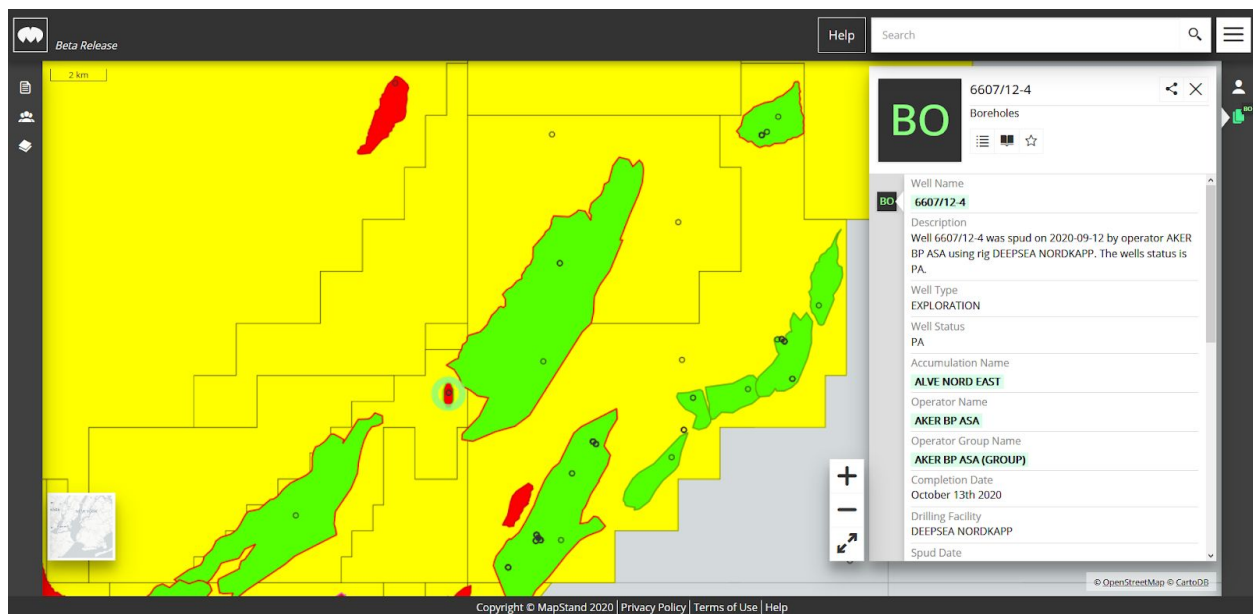 Beta Release
Help
Search
2 km
BO
6607/12-4
Boreholes
BO
BO
Well Name
6607/12-4
Description
Well 6607/12-4 was spud on 2020-09-12 by operator AKER
BP ASA using rig DEEPSEA NORDKAPP. The wells status is
PA.
Well Type
EXPLORATION
Well Status
PA
Accumulation Name
ALVE NORD EAST
Operator Name
AKER BP ASA
Operator Group Name
AKER BP ASA (GROUP)
Completion Date
October 13th 2020
Drilling Facility
DEEPSEA NORDKAPP
Spud Date
© OpenStreetMap © CartoDB
Copyright © MapStand 2020 | Privacy Policy | Terms of Use | Help